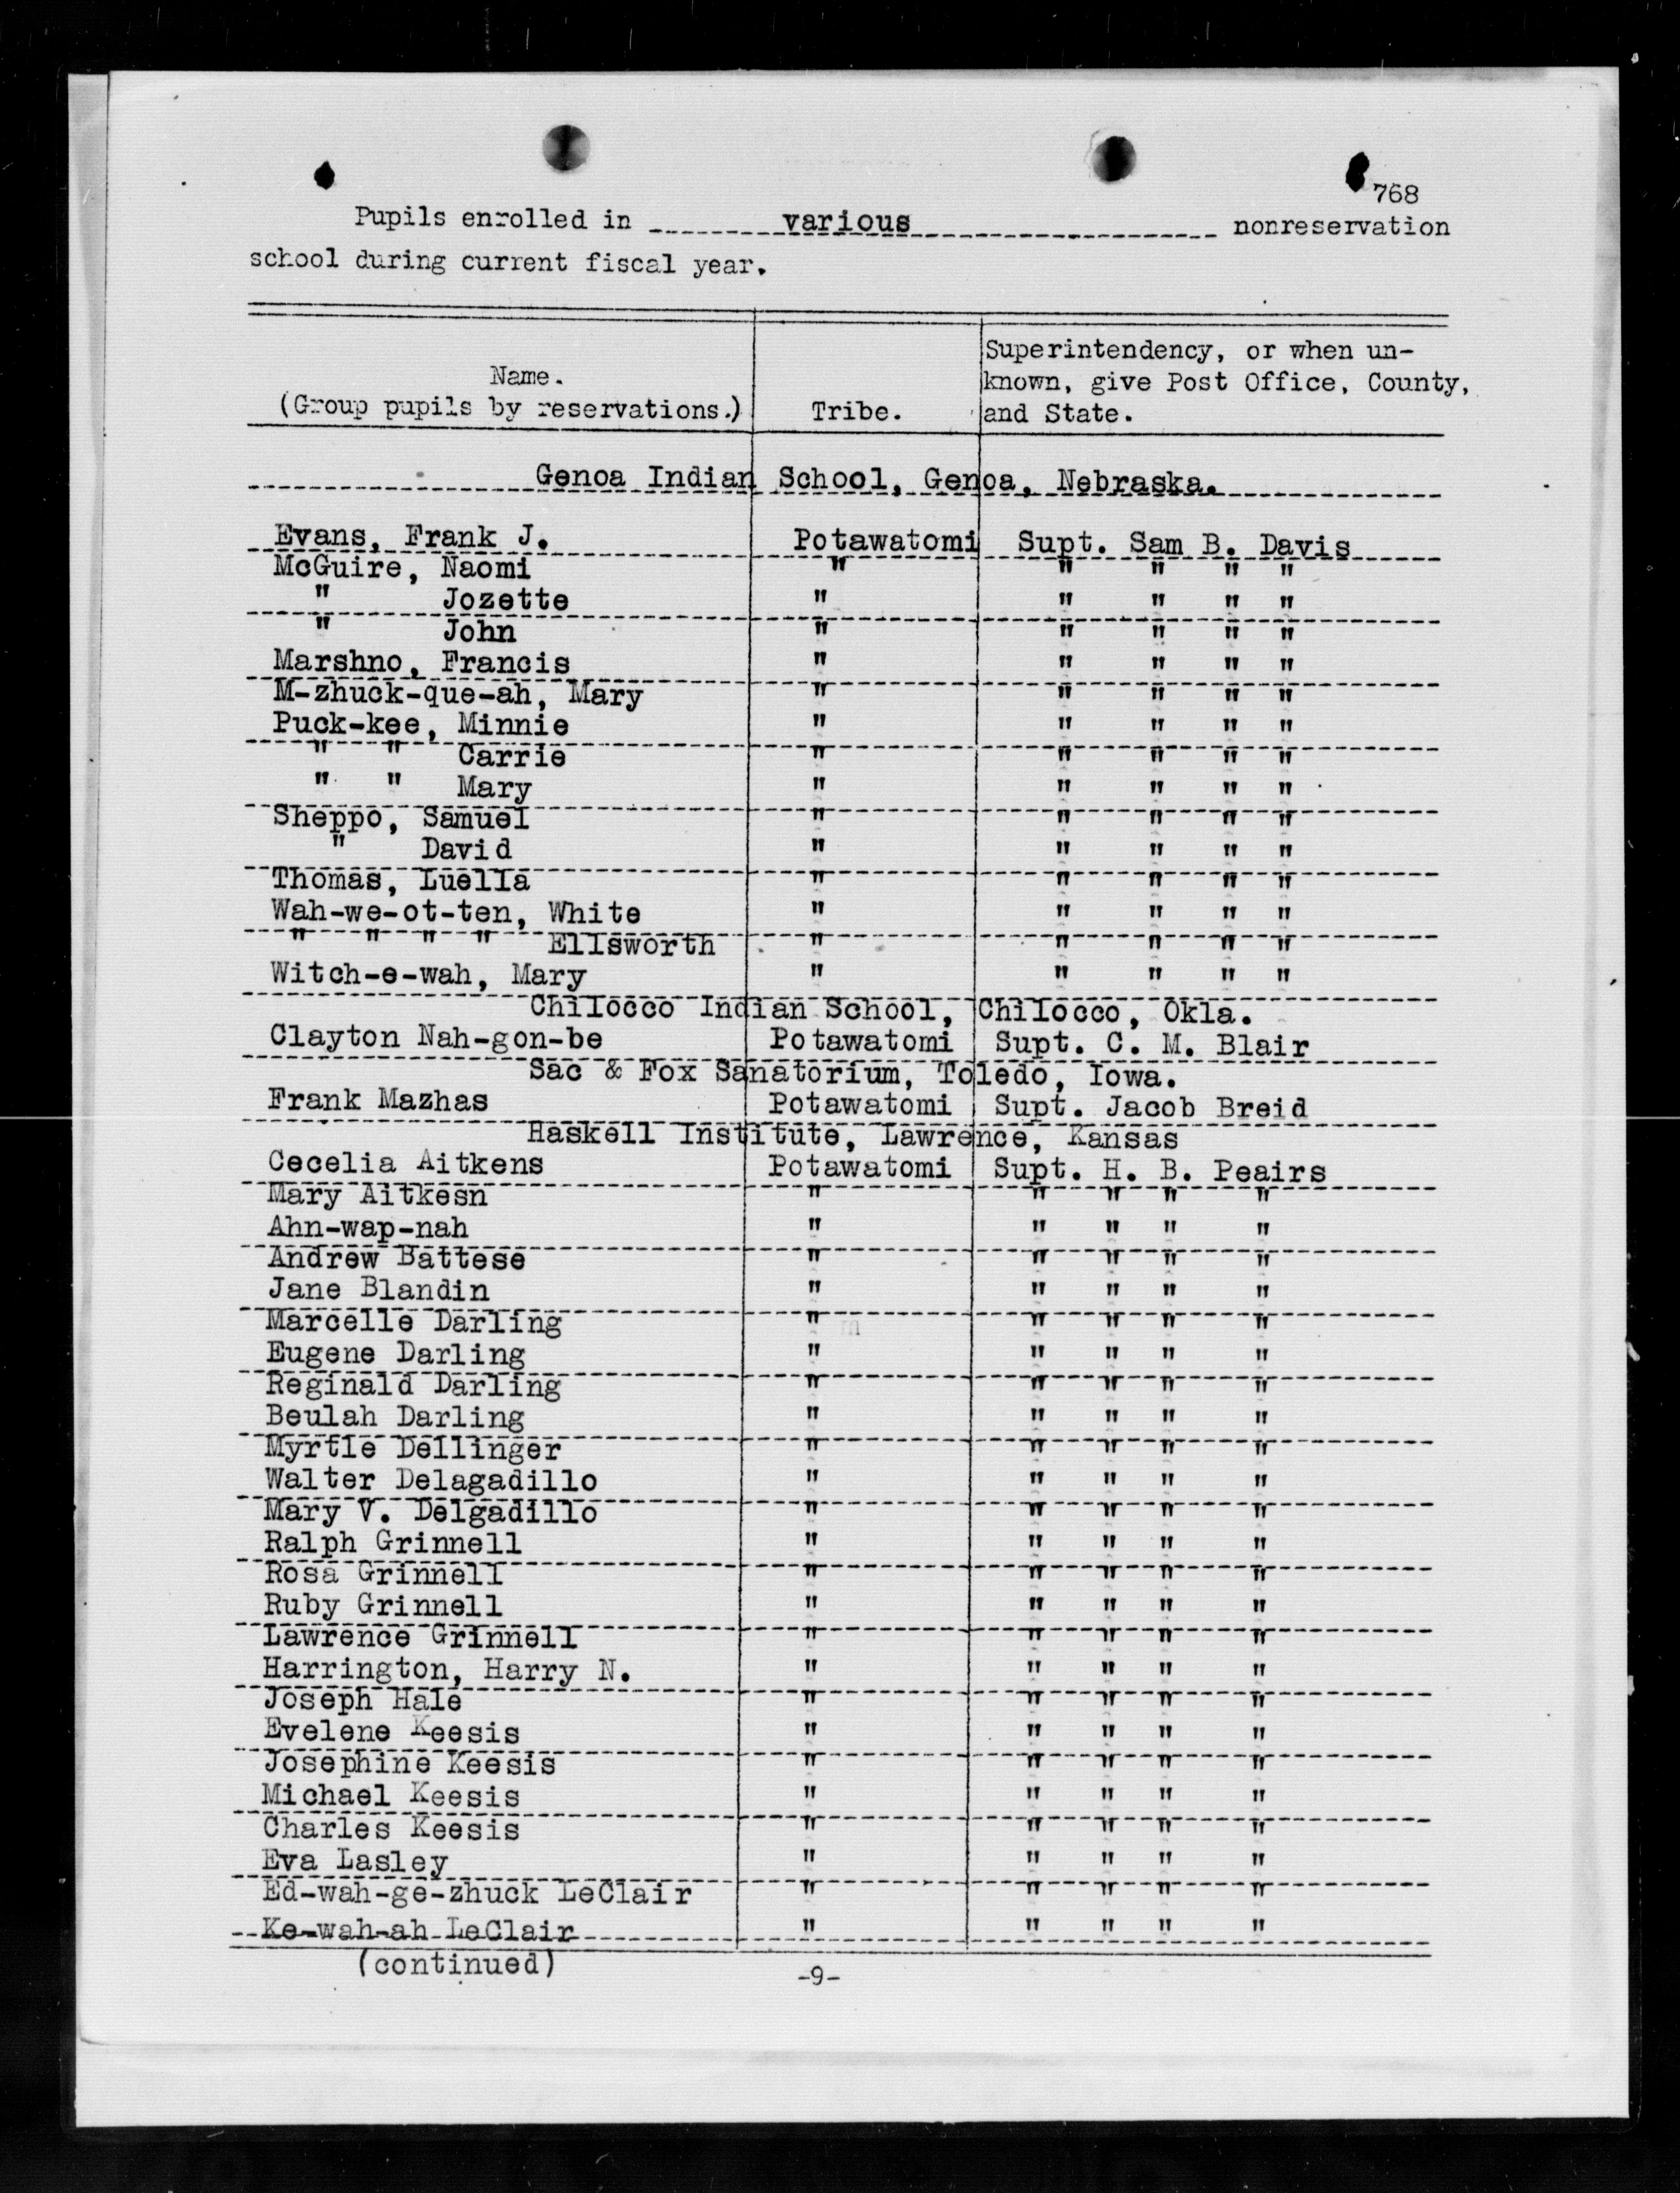 768
Pupils enrolled in various nonreservation
school during current fiscal year.
Name. (Group pupils by reservations.) Tribe. Superintendency, or when un-
known, give Post Office, County,
and State.
Genoa Indian School, Genoa, Nebraska.
Evans, Frank J. Potawatomi Supt. Sam B. Davis
McGuire, Naomi " " " " "
" Jozette " " " " "
" John " " " " "
Marshno, Francis " " " " "
M-zhuck-que-ah, Mary " " " " "
Puck-kee, Minnie " " " " "
" " Carrie " " " " "
" " Mary " " " " "
Sheppo, Samuel " " " " "
" David " " " " "
Thomas, Luella " " " " "
Wah-we-ot-ten, White " " " " "
" " " " Ellsworth " " " " "
Witch-e-wah, Mary " " " " "
Chilocco Indian School, Chilocco, Okla.
Clayton Nah-gon-be Potawatomi Supt. C. M. Blair
Sac & Fox Sanatorium, Toledo, Iowa.
Frank Mazhas Potawatomi Supt. Jacob Breid
Haskell Institute, Lawrence, Kansas
Cecelia Aitkens Potawatomi Supt. H. B. Peairs
Mary Aitkesn " " " " "
Ahn-wap-nah " " " " "
Andrew Battese " " " " "
Jane Blandin " " " " "
Marcelle Darling " " " " "
Eugene Darling " " " " "
Reginald Darling " " " " "
Beulah Darling " " " " "
Myrtle Dellinger " " " " "
Walter Delagadillo " " " " "
Mary V. Delgadillo " " " " "
Ralph Grinnell " " " " "
Rosa Grinnell " " " " "
Ruby Grinnell " " " " "
Lawrence Grinnell " " " " "
Harrington, Harry N. " " " " "
Joseph Hale " " " " "
Evelene Keesis " " " " "
Josephine Keesis " " " " "
Michael Keesis " " " " "
Charles Keesis " " " " "
Eva Lasley " " " " "
Ed-wah-ge-zhuck LeClair " " " " "
Ke-wah-ah LeClair " " " " "
(continued)
-9-